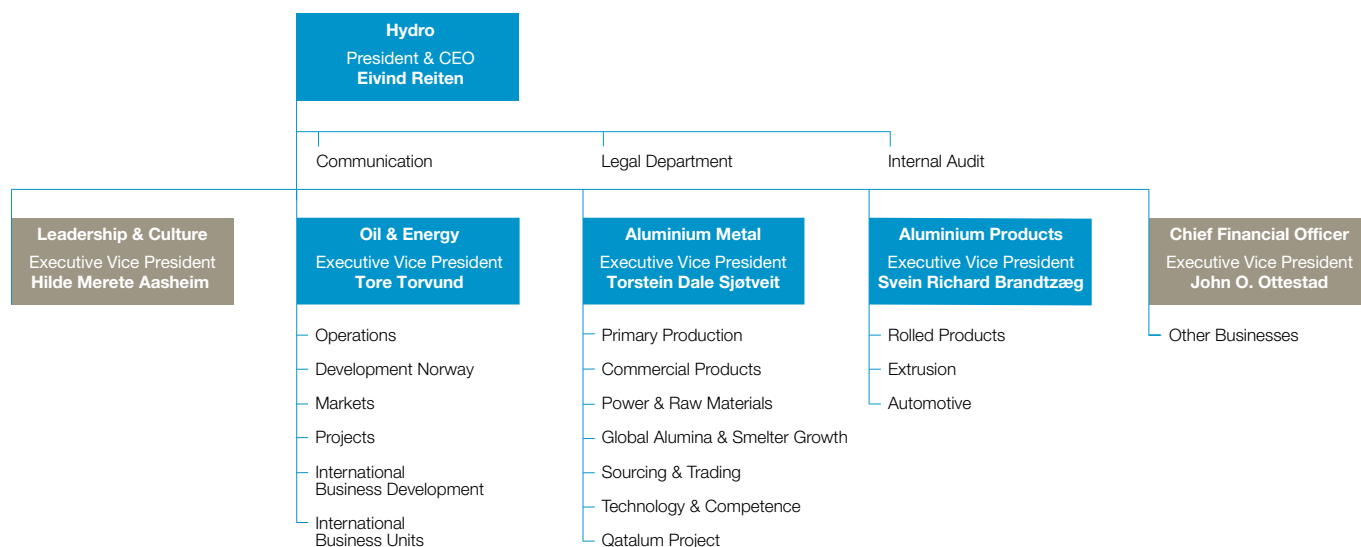 Hydro
President & CEO
Eivind Reiten
Communication
Legal Department
Internal Audit
Leadership & Culture
Executive Vice President
Hilde Merete Aasheim
Oil & Energy
Executive Vice President
Tore Torvund
Operations
Development Norway
Markets
Projects
International
Business Development
International
Business Units
Aluminium Metal
Executive Vice President
Torstein Dale Sjøtveit
Primary Production
Commercial Products
Power & Raw Materials
Global Alumina & Smelter Growth
Sourcing & Trading
Technology & Competence
Qatalum Project
Aluminium Products
Executive Vice President
Svein Richard Brandtzæg
Rolled Products
Extrusion
Automotive
Chief Financial Officer
Executive Vice President
John O. Ottestad
Other Businesses